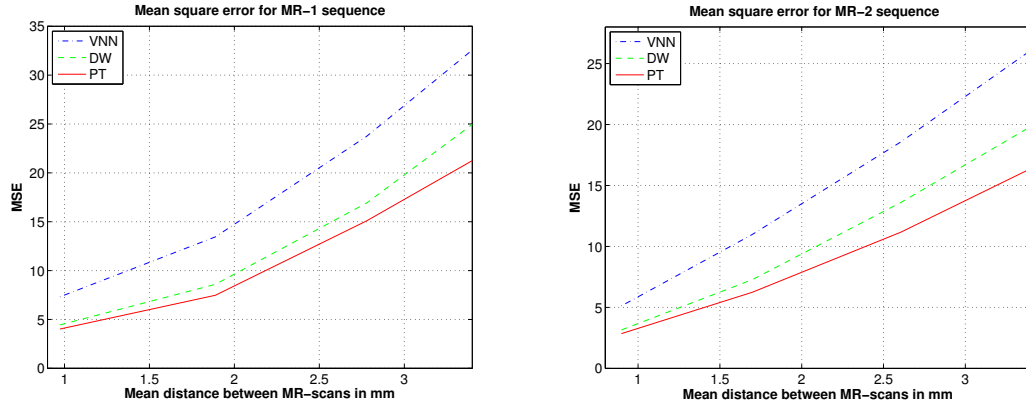 Mean square error for MR−1 sequence
35
30
25
20
15
10
5
0
MSE
VNN
DW
PT
1
1.5
2
2.5
3
Mean distance between MR−scans in mm
Mean square error for MR−2 sequence
25
20
15
10
5
0
MSE
VNN
DW
PT
1
1.5
2
2.5
3
Mean distance between MR−scans in mm